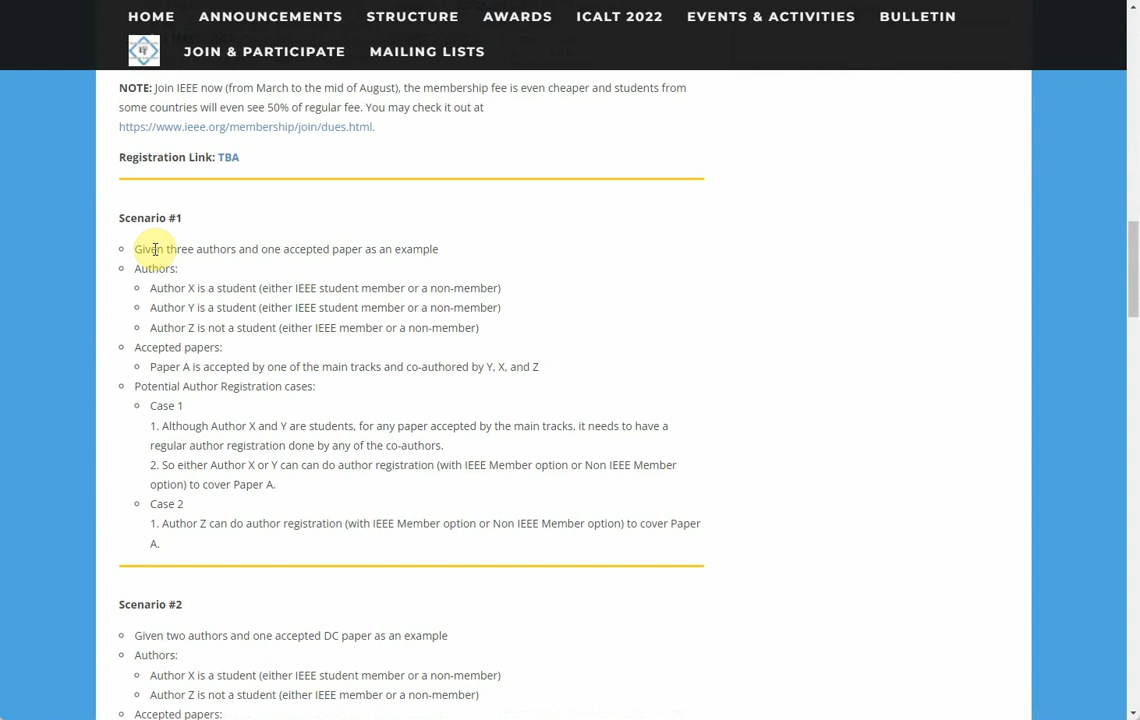 HOME ANNOUNCEMENTS STRUCTURE AWARDS ICALT 2022 EVENTS & ACTIVITIES BULLETIN
JOIN & PARTICIPATE MAILING LISTS
NOTE: Join IEEE now (from March to the mid of August), the membership fee is even cheaper and students from
some countries will even see 50% of regular fee. You may check it out at
https://www.ieee.org/membership/join/dues.html.
Registration Link: TBA
Scenario #1
Given three authors and one accepted paper as an example
Authors:
Author X is a student (either IEEE student member or a non-member)
Author Y is a student (either IEEE student member or a non-member)
Author Z is not a student (either IEEE member or a non-member)
Accepted papers:
Paper A is accepted by one of the main tracks and co-authored by Y, X, and Z
Potential Author Registration cases:
Case 1
1. Although Author X and Y are students, for any paper accepted by the main tracks, it needs to have a
regular author registration done by any of the co-authors.
2. So either Author X or Y can can do author registration (with IEEE Member option or Non IEEE Member
option) to cover Paper A.
Case 2
1. Author Z can do author registration (with IEEE Member option or Non IEEE Member option) to cover Paper
A.
Scenario #2
Given two authors and one accepted DC paper as an example
Authors:
Author X is a student (either IEEE student member or a non-member)
Author Z is not a student (either IEEE member or a non-member)
Accepted papers: